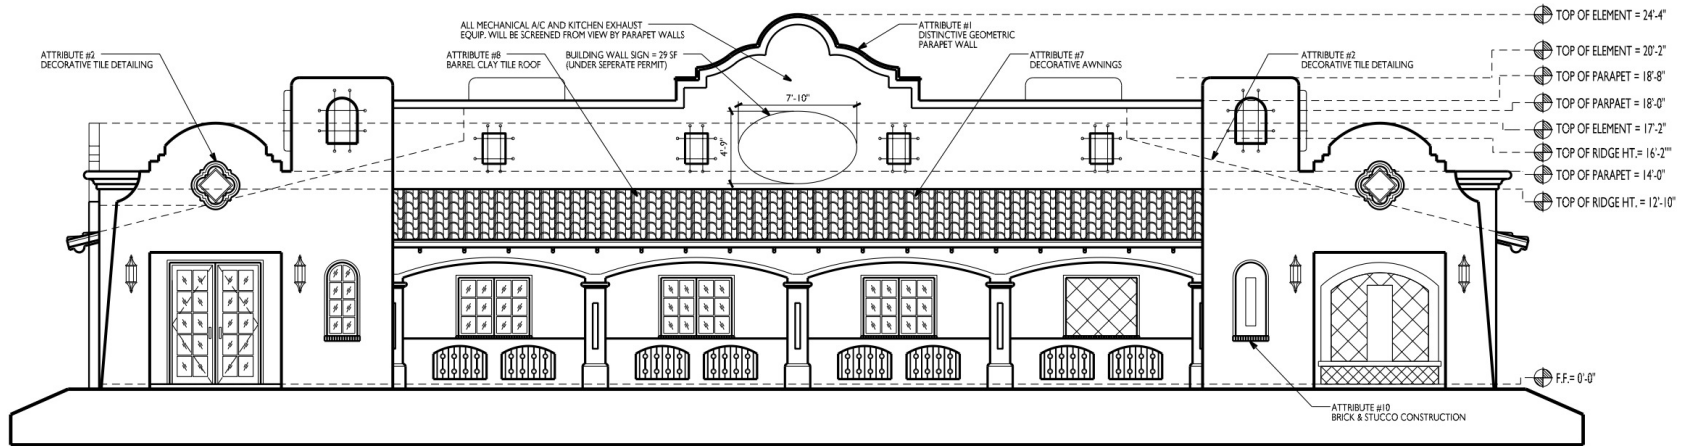 ALL MECHANICAL A/C AND KITCHEN EXHAUST
EQUIP. WILL BE SCREENED FROM VIEW BY PARAPET WALLS
ATTRIBUTE #1
DISTINCTIVE GEOMETRIC
PARAPET WALL
ATTRIBUTE #2
DECORATIVE TILE DETAILING
ATTRIBUTE #8
BARREL CLAY TILE ROOF
BUILDING WALL SIGN = 29 SF
(UNDER SEPERATE PERMIT)
ATTRIBUTE #7
DECORATIVE AWNINGS
ATTRIBUTE #2
DECORATIVE TILE DETAILING
7'-10"
4'-9"
TOP OF ELEMENT = 24'-4"
TOP OF ELEMENT = 20'-2"
TOP OF PARAPET = 18'-8"
TOP OF PARPAET = 18'-0"
TOP OF ELEMENT = 17'-2"
TOP OF RIDGE HT.= 16'-2""
TOP OF PARAPET = 14'-0"
TOP OF RIDGE HT. = 12'-10"
F.F.= 0'-0"
ATTRIBUTE #10
BRICK & STUCCO CONSTRUCTION